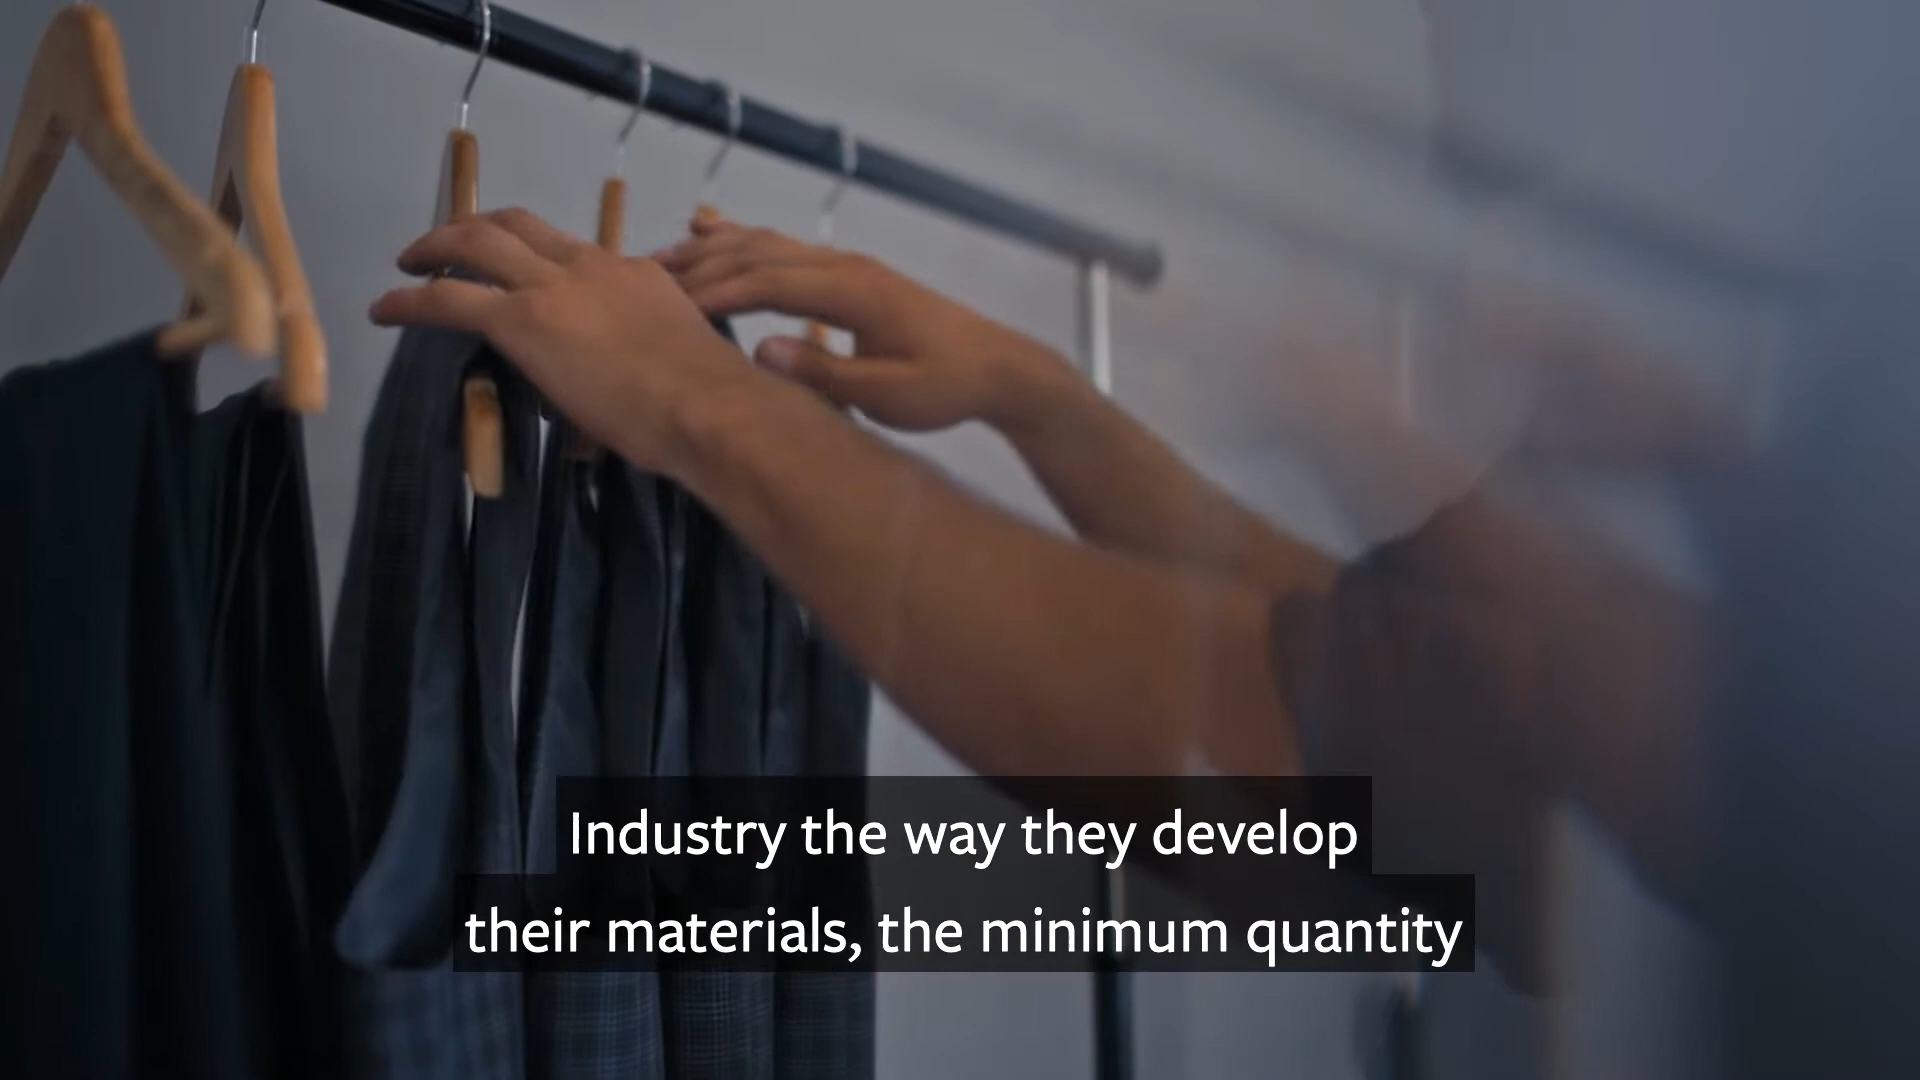 Industry the way they develop
their materials, the minimum quantity